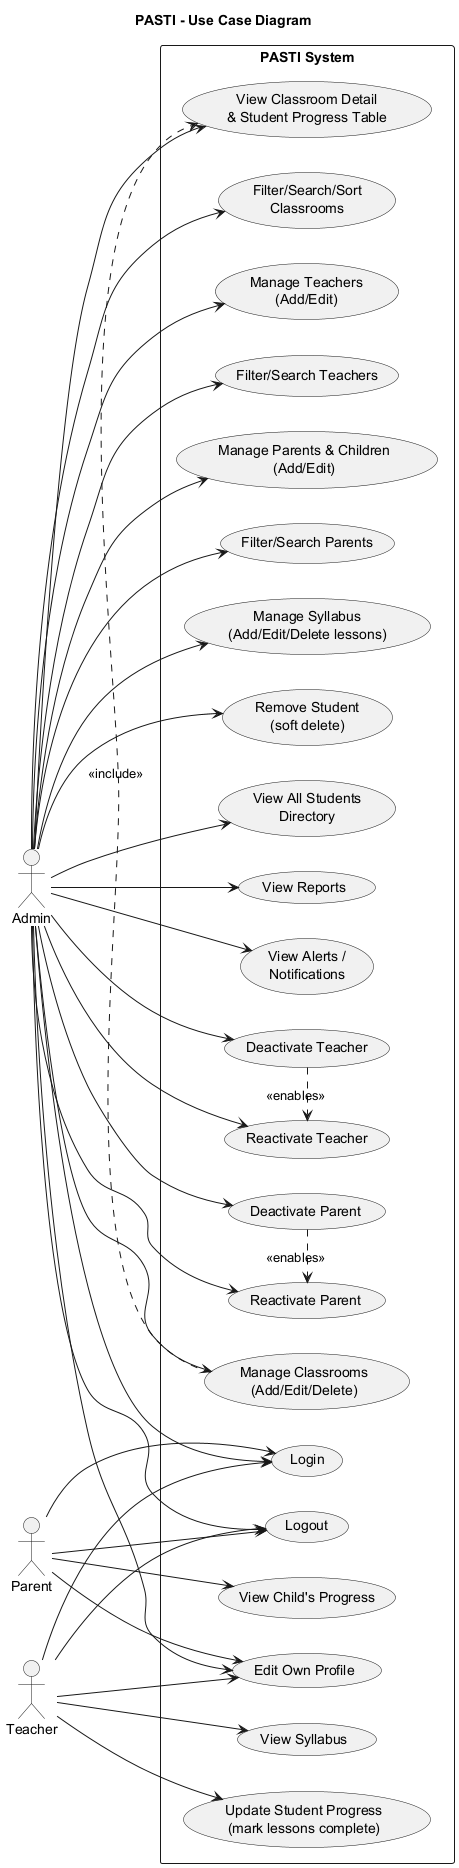 PASTI - Use Case Diagram
PASTI System
View Classroom Detail
& Student Progress Table
Filter/Search/Sort
Classrooms
Manage Teachers
(Add/Edit)
Filter/Search Teachers
Manage Parents & Children
(Add/Edit)
Filter/Search Parents
Manage Syllabus
(Add/Edit/Delete lessons)
Remove Student
(soft delete)
«include»
View All Students
Directory
View Reports
Admin
View Alerts /
Notifications
Deactivate Teacher
«enables»
Reactivate Teacher
Deactivate Parent
«enables»
Reactivate Parent
Manage Classrooms
(Add/Edit/Delete)
Login
Logout
Parent
View Child's Progress
Edit Own Profile
Teacher
View Syllabus
Update Student Progress
(mark lessons complete)